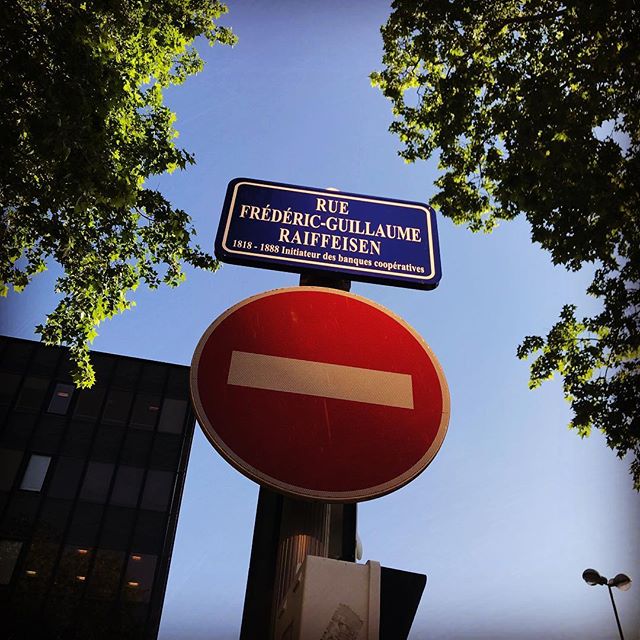 RUE
FRÉDÉRIC-GUILLAUME
RAIFFEISEN
1818 - 1888 Initiateur des banques coopératives